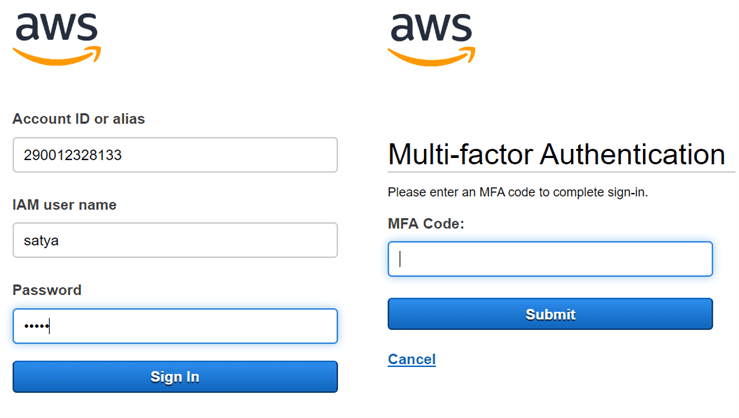 aws
Account ID or alias
290012328133
IAM user name
satya
Password
•••••
Sign In
aws
Multi-factor Authentication
Please enter an MFA code to complete sign-in.
MFA Code:
Submit
Cancel